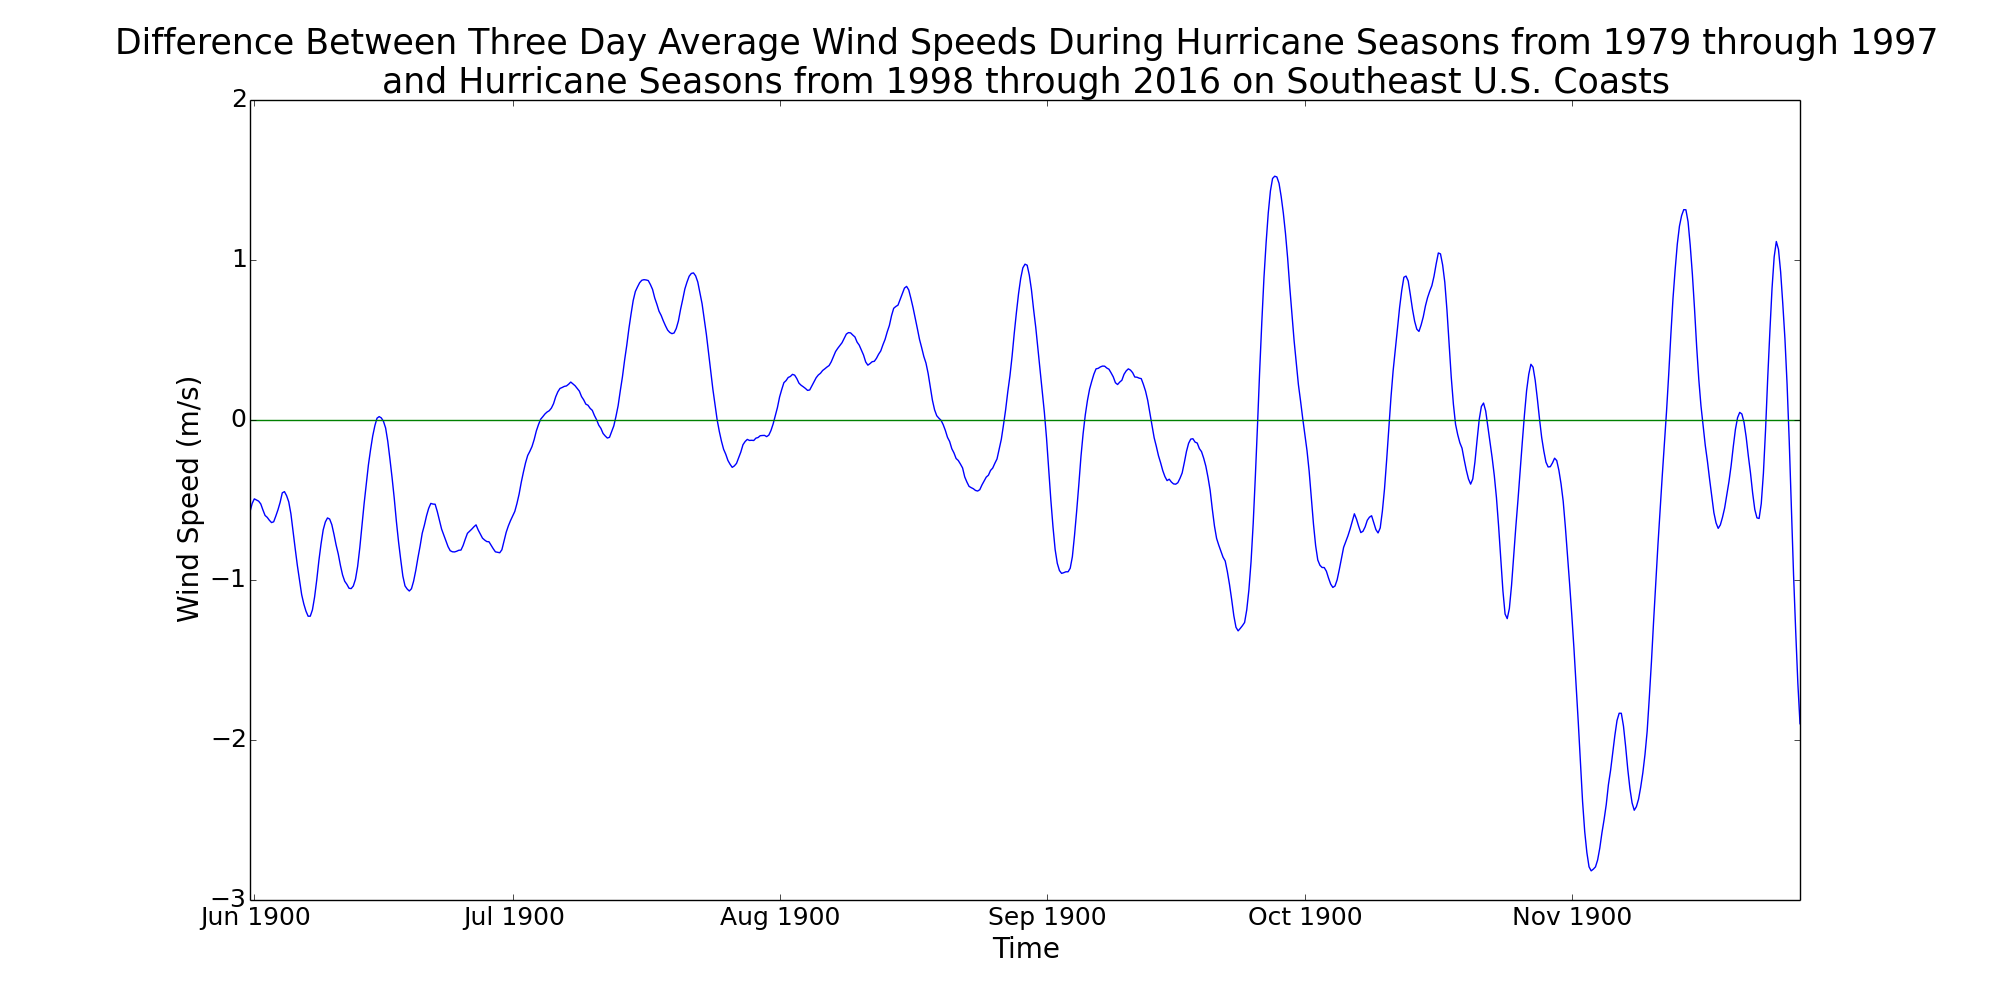 Difference Between Three Day Average Wind Speeds During Hurricane Seasons from 1979 through 1997
and Hurricane Seasons from 1998 through 2016 on Southeast U.S. Coasts
2
1
0
−1
−2
−3
Wind Speed (m/s)
Jun 1900 Jul 1900 Aug 1900 Sep 1900 Oct 1900 Nov 1900
Time